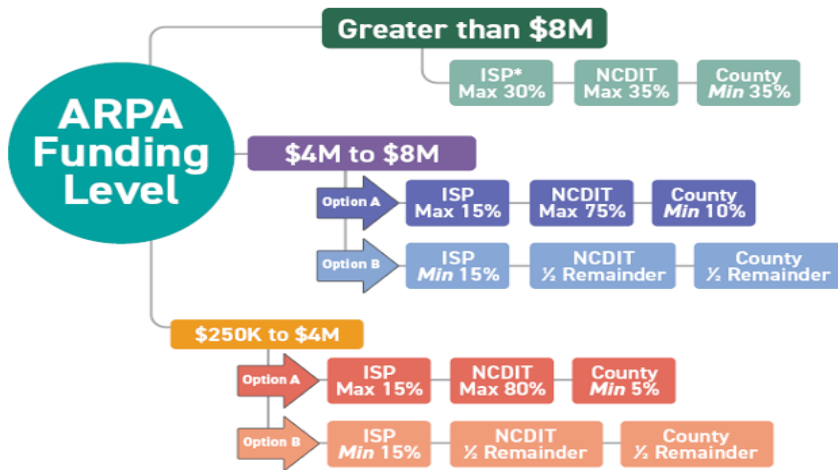 Greater than $8M
ISP*
Max 30%
NCDIT
Max 35%
County
Min 35%
ARPA
Funding
Level
$4M to $8M
Option A
ISP
Max 15%
NCDIT
Max 75%
County
Min 10%
Option B
ISP
Min 15%
NCDIT
½ Remainder
County
½ Remainder
$250K to $4M
Option A
ISP
Max 15%
NCDIT
Max 80%
County
Min 5%
Option B
ISP
Min 15%
NCDIT
½ Remainder
County
½ Remainder